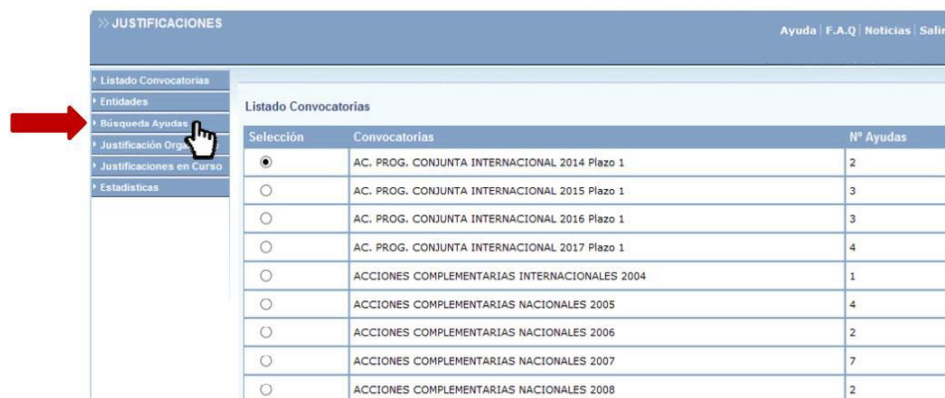 >> JUSTIFICACIONES
Ayuda | F.A.Q | Noticias | Salir
Listado Convocatorias
Entidades
Búsqueda Ayudas
Justificación
Justificaciones en Curso
Estadísticas
Listado Convocatorias
Selección Convocatorias Nº Ayudas
AC. PROG. CONJUNTA INTERNACIONAL 2014 Plazo 1 2
AC. PROG. CONJUNTA INTERNACIONAL 2015 Plazo 1 3
AC. PROG. CONJUNTA INTERNACIONAL 2016 Plazo 1 3
AC. PROG. CONJUNTA INTERNACIONAL 2017 Plazo 1 4
ACCIONES COMPLEMENTARIAS INTERNACIONALES 2004 1
ACCIONES COMPLEMENTARIAS NACIONALES 2005 4
ACCIONES COMPLEMENTARIAS NACIONALES 2006 2
ACCIONES COMPLEMENTARIAS NACIONALES 2007 7
ACCIONES COMPLEMENTARIAS NACIONALES 2008 2